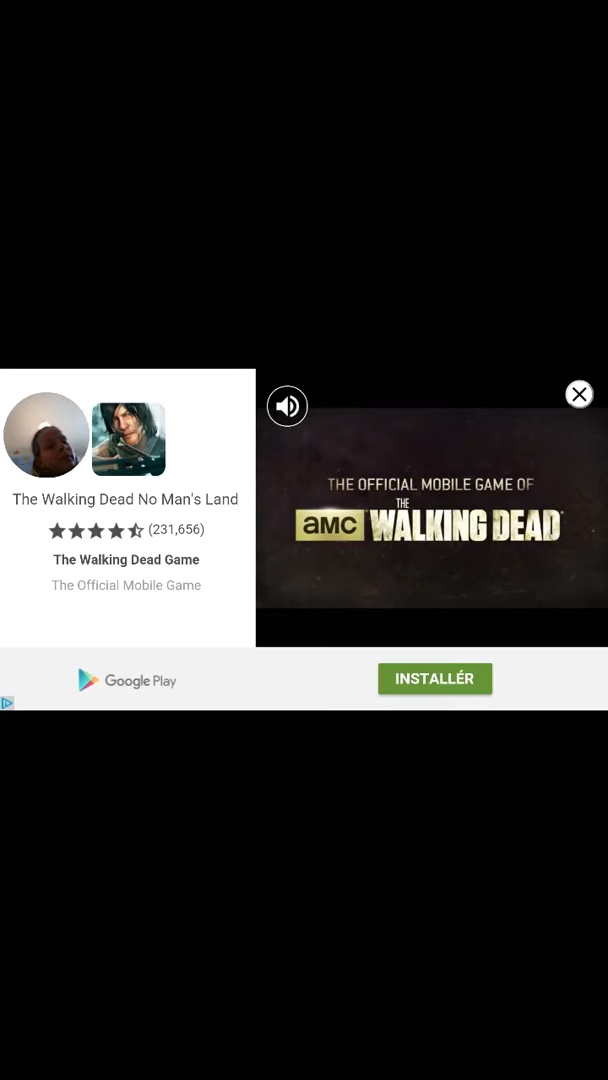 The Walking Dead No Man's Land
(231,656)
The Walking Dead Game
The Official Mobile Game
THE OFFICIAL MOBILE GAME OF
THE
amc WALKING DEAD
Google Play
INSTALLÉR